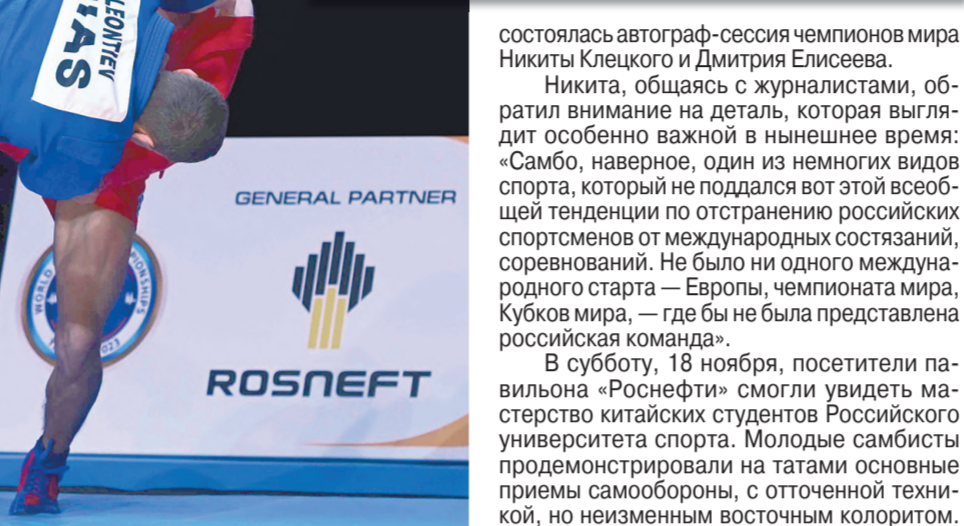 LEONTIEV
IAS
GENERAL PARTNER
WORLD
CHAMPIONSHIPS
2023
ROSNEFT
состоялась автограф-сессия чемпионов мира
Никиты Клецкого и Дмитрия Елисеева.
Никита, общаясь с журналистами, об-
ратил внимание на деталь, которая выгля-
дит особенно важной в нынешнее время:
«Самбо, наверное, один из немногих видов
спорта, который не поддался вот этой всеоб-
щей тенденции по отстранению российских
спортсменов от международных состязаний,
соревнований. Не было ни одного междуна-
родного старта — Европы, чемпионата мира,
Кубков мира, — где бы не была представлена
российская команда».
В субботу, 18 ноября, посетители па-
вильона «Роснефти» смогли увидеть ма-
стерство китайских студентов Российского
университета спорта. Молодые самбисты
продемонстрировали на татами основные
приемы самообороны, с отточенной техни-
кой, но неизменным восточным колоритом.